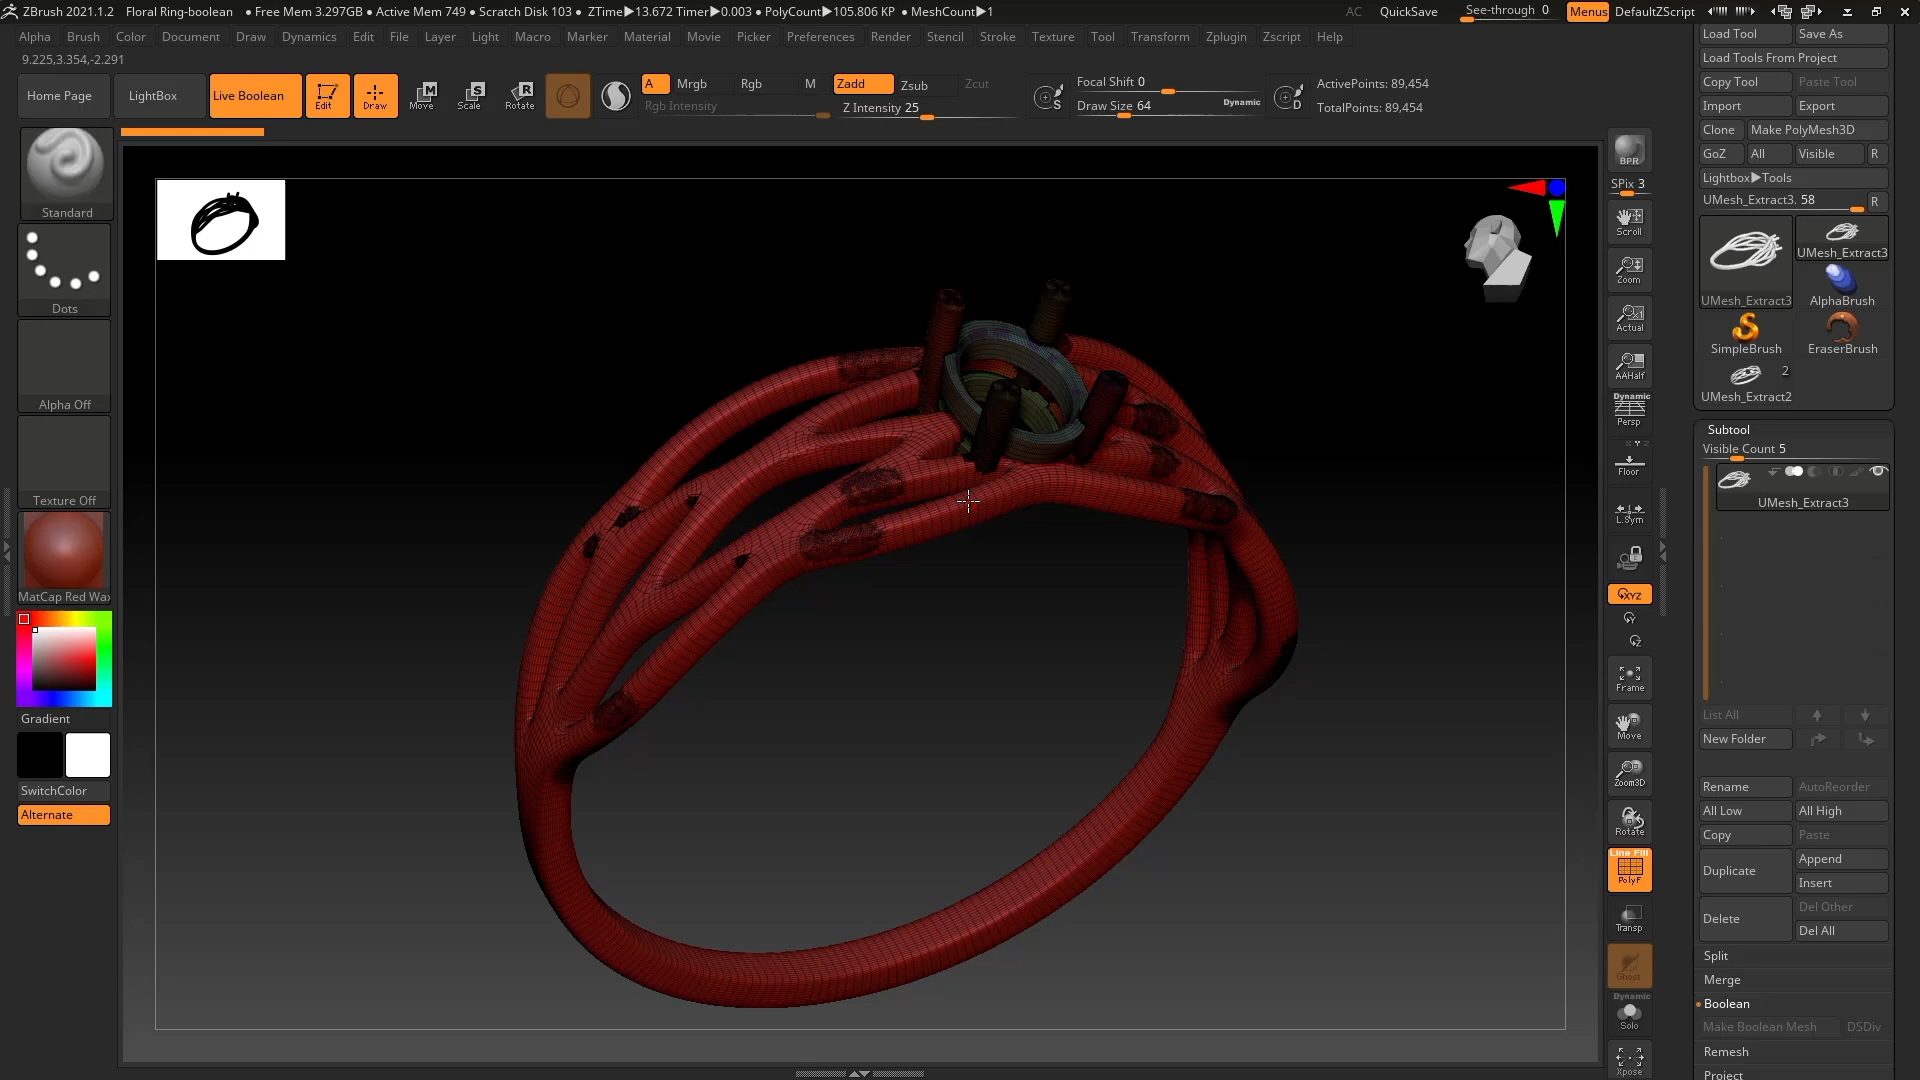 ZBrush 2021.1.2 Floral Ring-boolean ● Free Mem 3.297GB ● Active Mem 749 ● Scratch Disk 103 ● ZTime▶13.672 Timer▶0.003 ● PolyCount▶105.806 KP ● MeshCount▶1 AC QuickSave See-through 0 Menus DefaultZScript
Alpha Brush Color Document Draw Dynamics Edit File Layer Light Macro Marker Material Movie Picker Preferences Render Stencil Stroke Texture Tool Transform Zplugin Zscript Help
9.225,3.354,-2.291
Home Page LightBox Live Boolean Edit Draw Move Scale Rotate
M S R
A Mrgb Rgb M Zadd Zsub Zcut
Rgb Intensity Z Intensity 25
Focal Shift 0
Draw Size 64 Dynamic
S D
ActivePoints: 89,454
TotalPoints: 89,454
Standard
Dots
Alpha Off
Texture Off
MatCap Red Wax
Gradient
SwitchColor
Alternate
BPR
SPix 3
Scroll
Zoom
Actual
AAHalf
Dynamic
Persp
Floor
L.Sym
XYZ
Y
Z
Frame
Move
Zoom3D
Rotate
Line Fill
PolyF
Transp
Ghost
Dynamic
Solo
Xpose
Load Tool Save As
Load Tools From Project
Copy Tool Paste Tool
Import Export
Clone Make PolyMesh3D
GoZ All Visible R
Lightbox▶Tools
UMesh_Extract3. 58 R
UMesh_Extract3
UMesh_Extract3 AlphaBrush
SimpleBrush EraserBrush
2
UMesh_Extract2
Subtool
Visible Count 5
UMesh_Extract3
List All
New Folder
Rename AutoReorder
All Low All High
Copy Paste
Duplicate Append
Insert
Delete Del Other
Del All
Split
Merge
Boolean
Make Boolean Mesh DSDiv
Remesh
Project